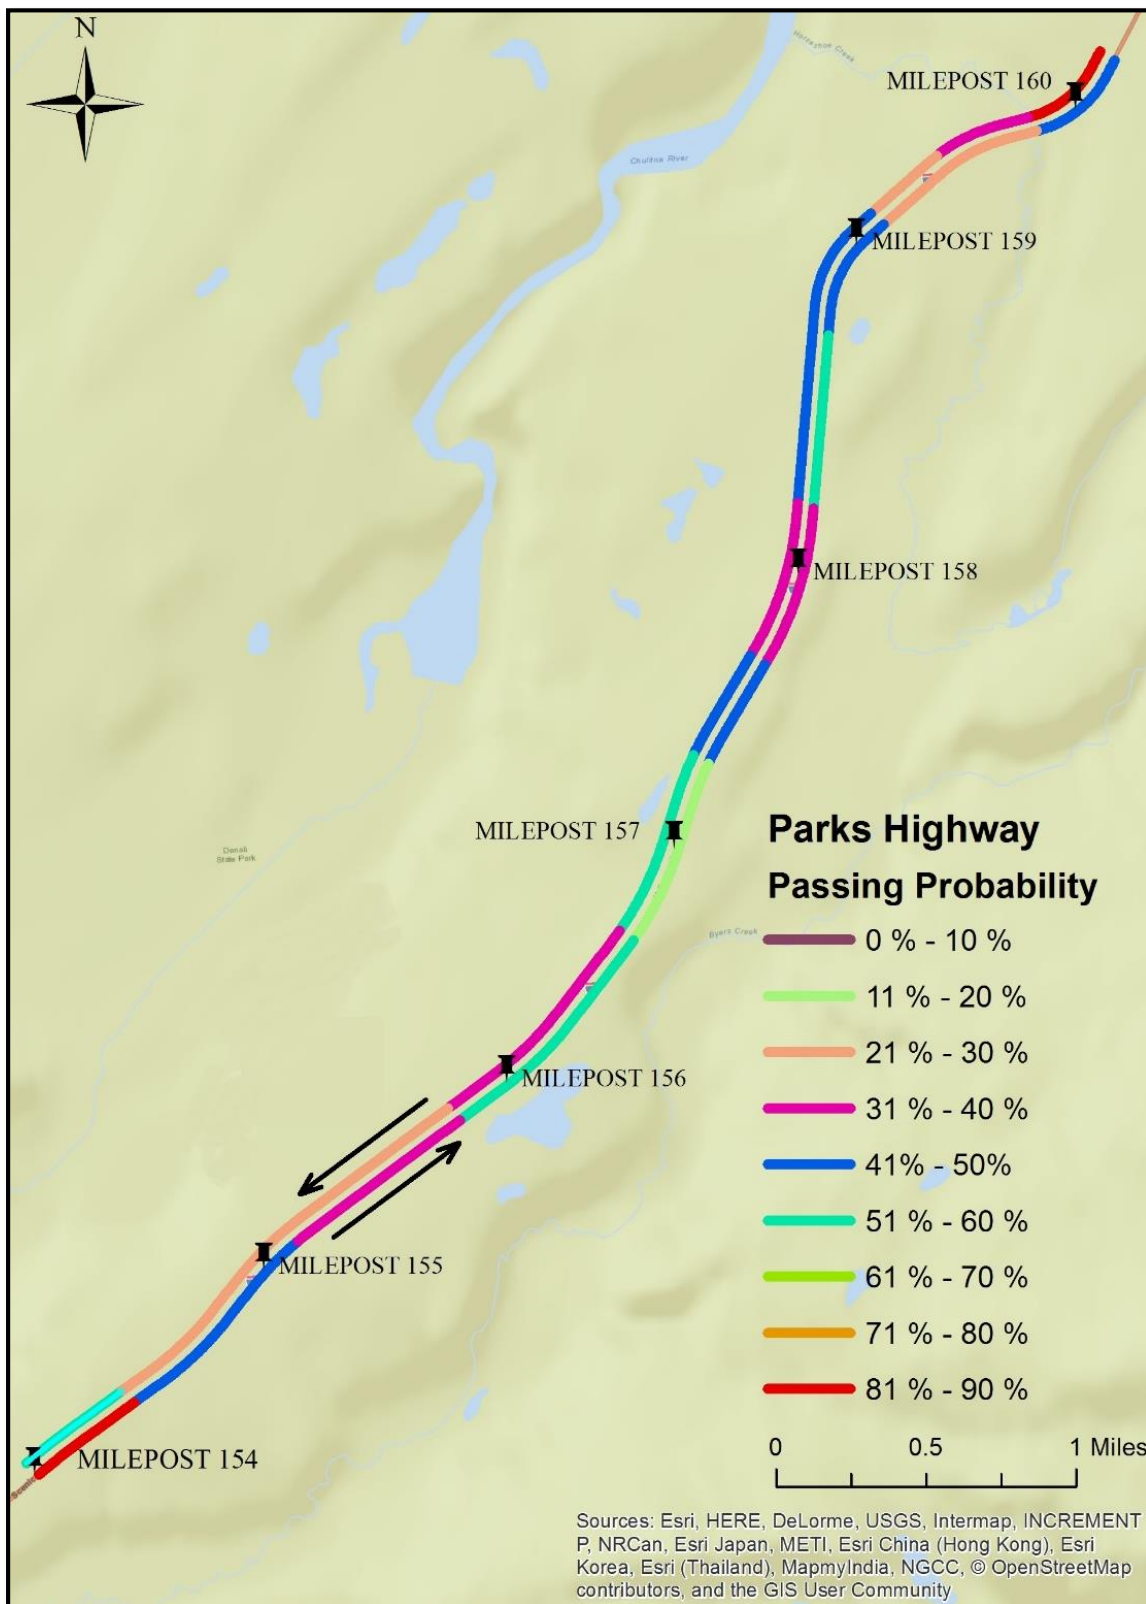 N
Horseshoe Creek
MILEPOST 160
Chulitna River
MILEPOST 159
MILEPOST 158
MILEPOST 157
Denali
State Park
Byers Creek
MILEPOST 156
MILEPOST 155
MILEPOST 154
Parks Highway
Passing Probability
0 % - 10 %
11 % - 20 %
21 % - 30 %
31 % - 40 %
41% - 50%
51 % - 60 %
61 % - 70 %
71 % - 80 %
81 % - 90 %
0 0.5 1 Miles
Sources: Esri, HERE, DeLorme, USGS, Intermap, INCREMENT
P, NRCan, Esri Japan, METI, Esri China (Hong Kong), Esri
Korea, Esri (Thailand), MapmyIndia, NGCC, © OpenStreetMap
contributors, and the GIS User Community